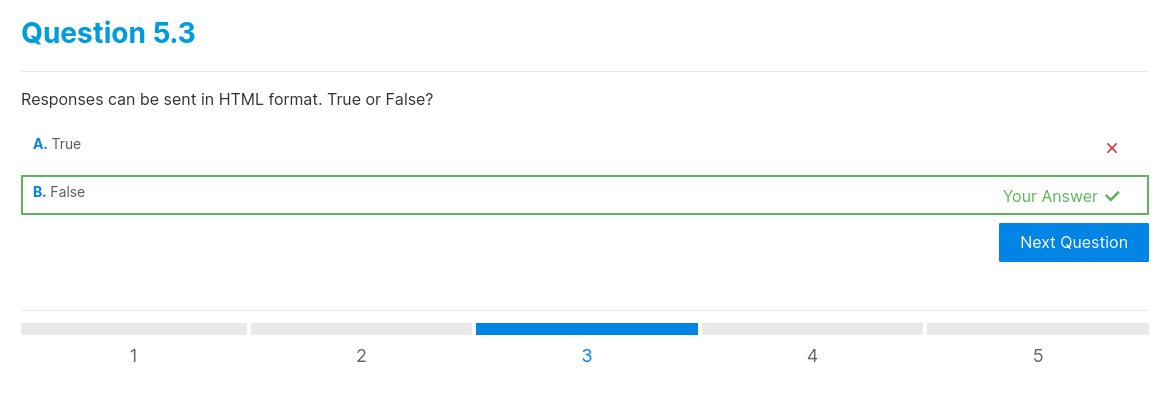 Question 5.3
Responses can be sent in HTML format. True or False?
A. True
B. False
Your Answer
Next Question
1 2 3 4 5